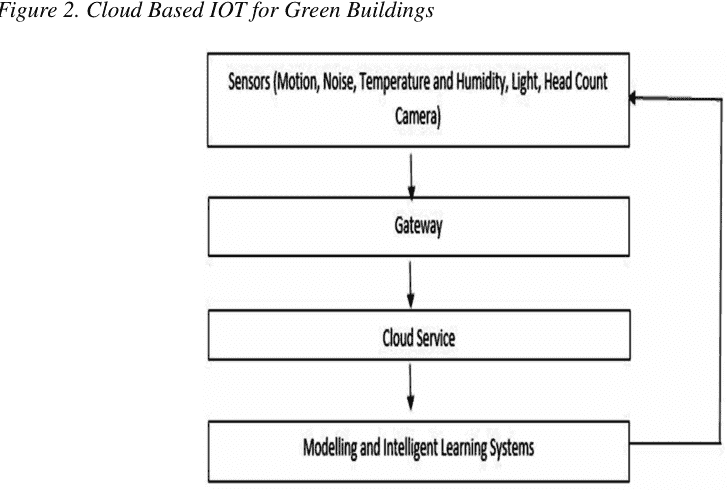 Figure 2. Cloud Based IOT for Green Buildings
Sensors (Motion, Noise, Temperature and Humidity, Light, Head Count
Camera)
Gateway
Cloud Service
Modelling and Intelligent Learning Systems